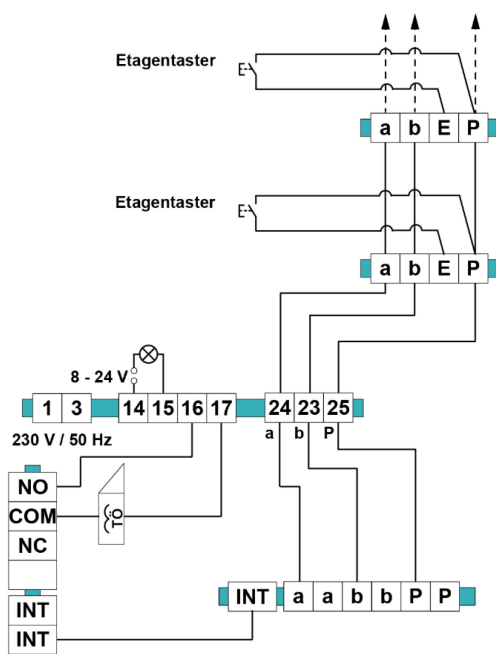 Etagentaster
a b E P
Etagentaster
a b E P
8 - 24 V
1 3 14 15 16 17 24 23 25
230 V / 50 Hz
a b P
NO
COM
TÖ
NC
INT a a b b P P
INT
INT